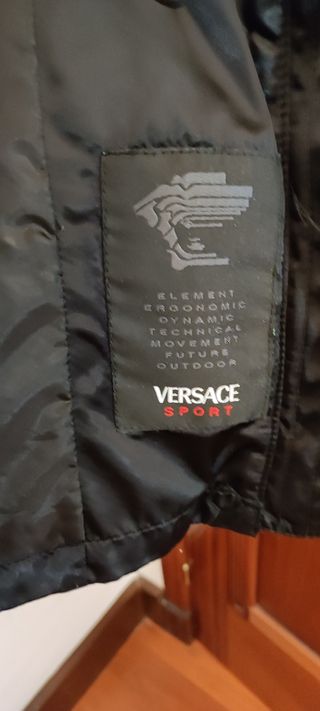 ELEMENT
ERGONOMIC
DYNAMIC
TECHNICAL
MOVEMENT
FUTURE
OUTDOOR
VERSACE
SPORT